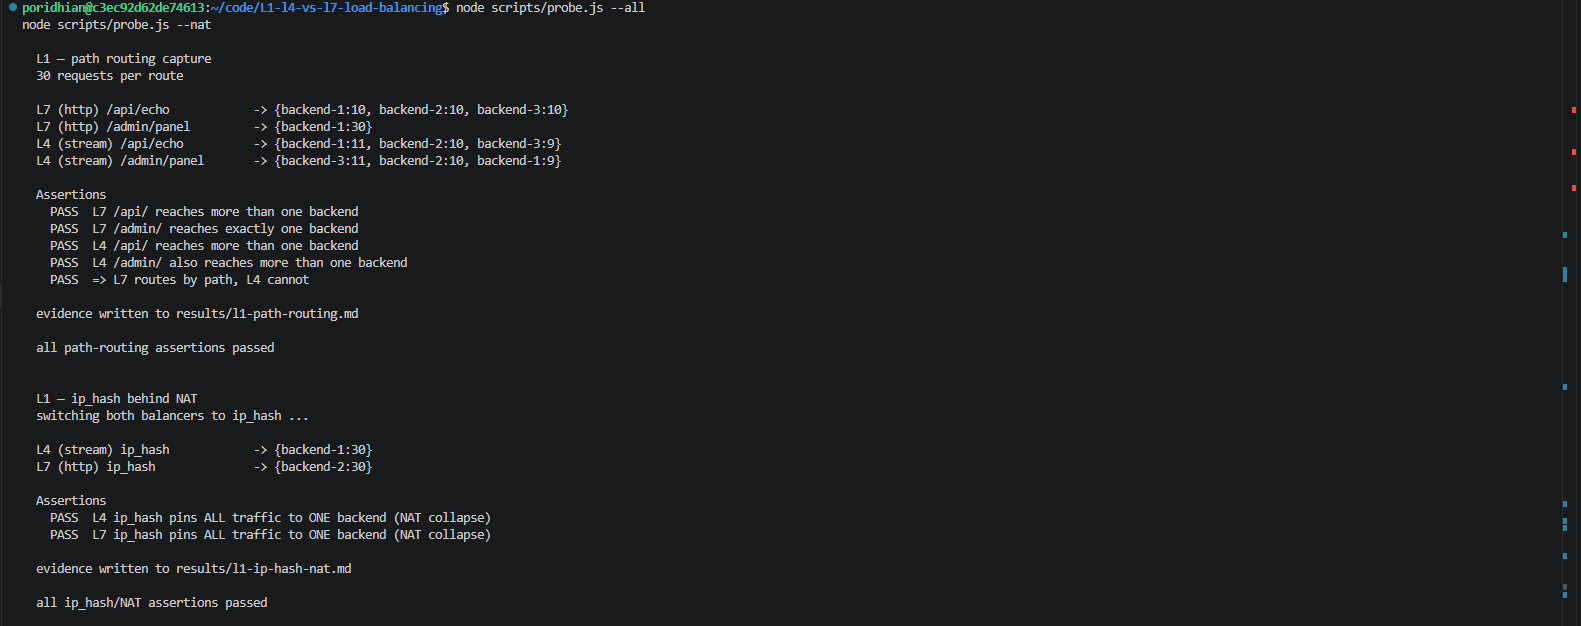 poridhian@c3ec92d62de74613:~/code/L1-l4-vs-l7-load-balancing$ node scripts/probe.js --all
node scripts/probe.js --nat
L1 — path routing capture
30 requests per route
L7 (http) /api/echo -> {backend-1:10, backend-2:10, backend-3:10}
L7 (http) /admin/panel -> {backend-1:30}
L4 (stream) /api/echo -> {backend-1:11, backend-2:10, backend-3:9}
L4 (stream) /admin/panel -> {backend-3:11, backend-2:10, backend-1:9}
Assertions
PASS L7 /api/ reaches more than one backend
PASS L7 /admin/ reaches exactly one backend
PASS L4 /api/ reaches more than one backend
PASS L4 /admin/ also reaches more than one backend
PASS => L7 routes by path, L4 cannot
evidence written to results/l1-path-routing.md
all path-routing assertions passed
L1 — ip_hash behind NAT
switching both balancers to ip_hash ...
L4 (stream) ip_hash -> {backend-1:30}
L7 (http) ip_hash -> {backend-2:30}
Assertions
PASS L4 ip_hash pins ALL traffic to ONE backend (NAT collapse)
PASS L7 ip_hash pins ALL traffic to ONE backend (NAT collapse)
evidence written to results/l1-ip-hash-nat.md
all ip_hash/NAT assertions passed